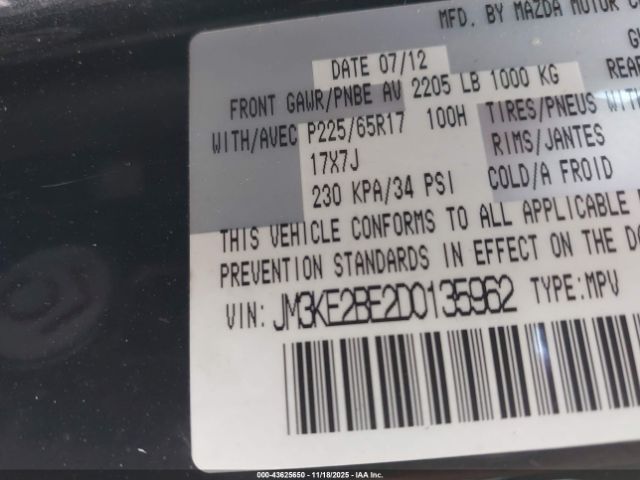 MFD. BY MAZDA MOTOR C
DATE 07/12
FRONT GAWR/PNBE AV 2205 LB 1000 KG REAR
WITH/AVEC P225/65R17 100H TIRES/PNEUS WITH
17X7J RIMS/JANTES
230 KPA/34 PSI COLD/A FROID
THIS VEHICLE CONFORMS TO ALL APPLICABLE
PREVENTION STANDARDS IN EFFECT ON THE DA
VIN: JM3KE2BE2D0135962 TYPE:MPV
000-43625650 - 11/18/2025 - IAA Inc.